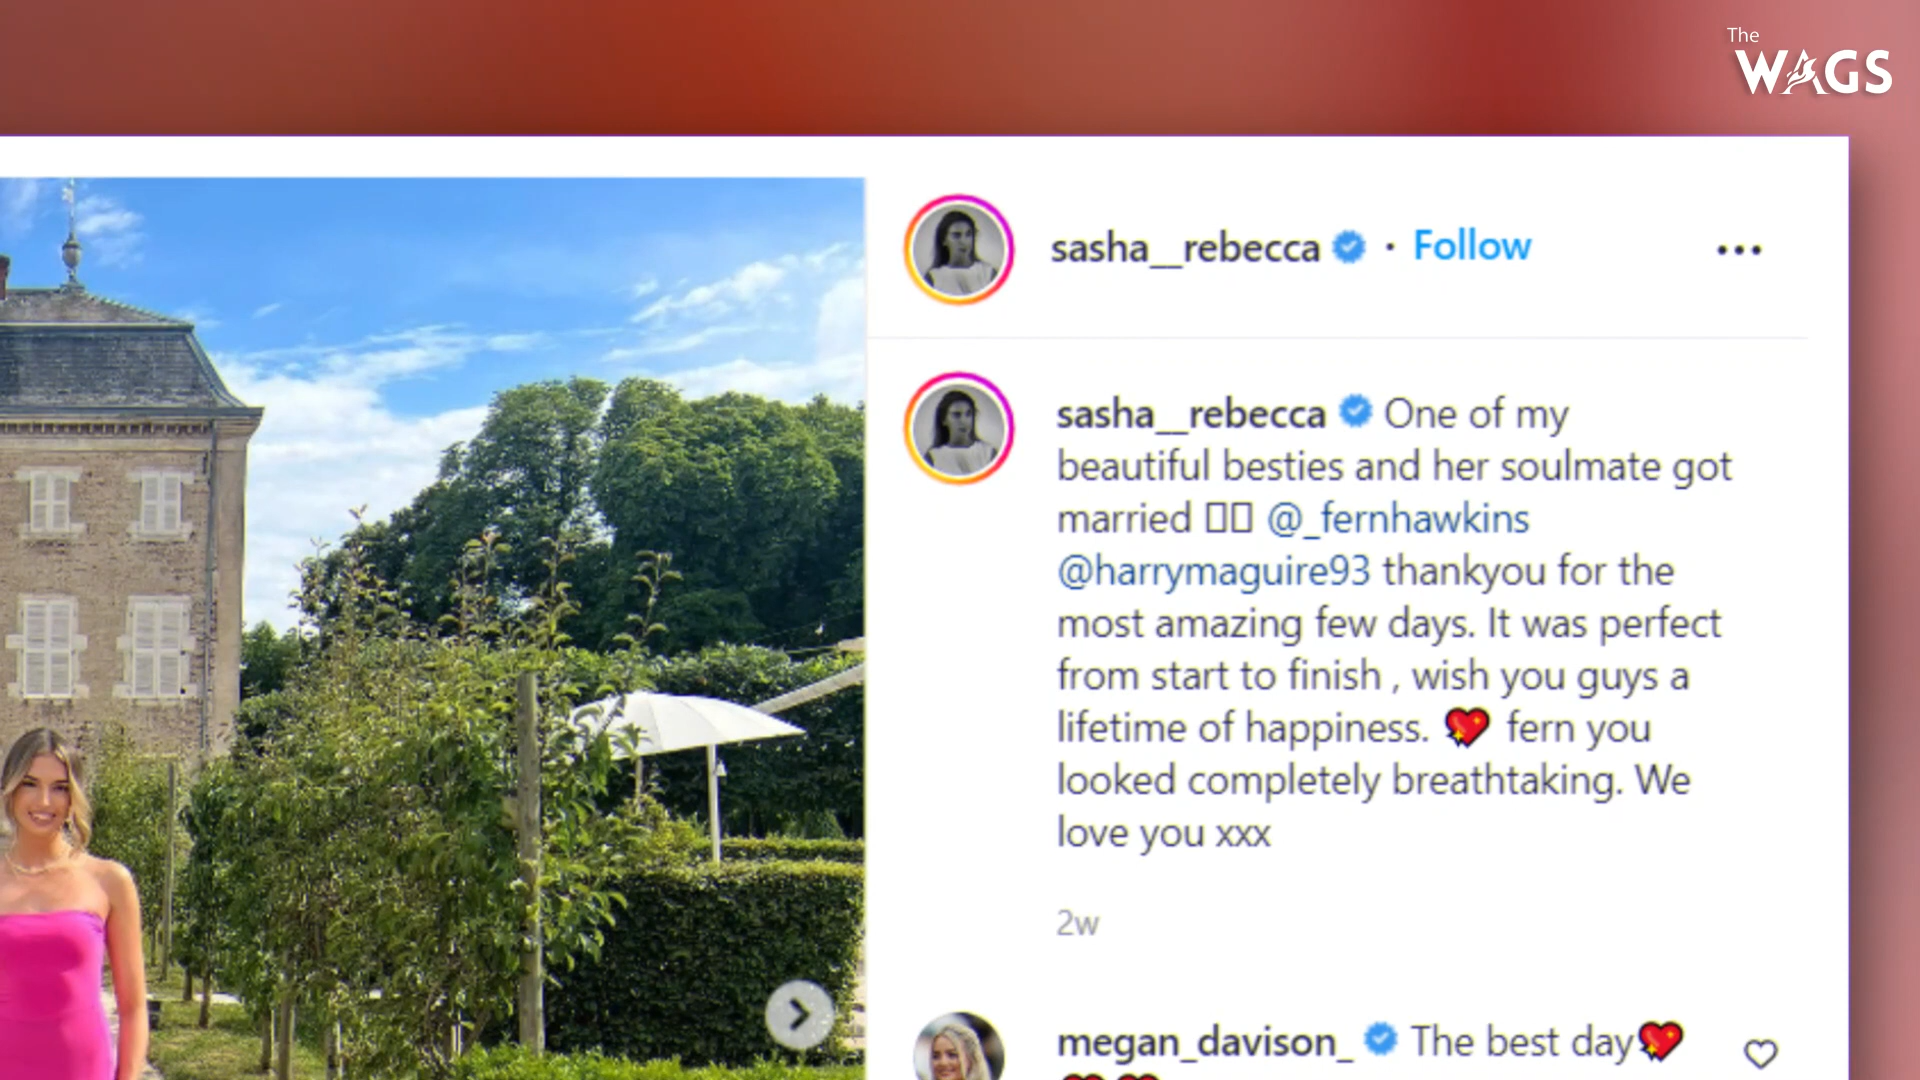 The
WAGS
sasha__rebecca • Follow
sasha__rebecca One of my
beautiful besties and her soulmate got
married @_fernhawkins
@harrymaguire93 thankyou for the
most amazing few days. It was perfect
from start to finish , wish you guys a
lifetime of happiness. 💖 fern you
looked completely breathtaking. We
love you xxx
2w
megan_davison_ The best day💖